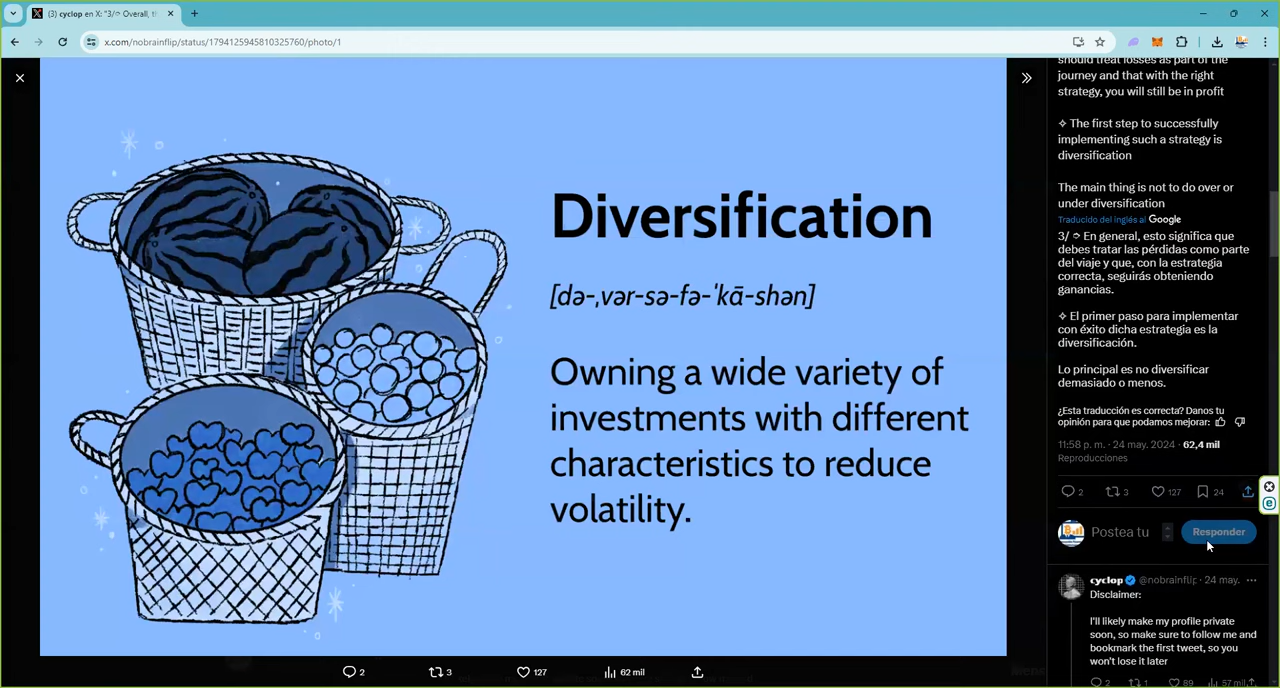 (3) cyclop en X: "3/➮ Overall, t
x.com/nobrainflip/status/1794125945810325760/photo/1
Diversification
[də-ˌvər-sə-fə-ˈkā-shən]
Owning a wide variety of
investments with different
characteristics to reduce
volatility.
2
3
127
62 mil
should treat losses as part of the
journey and that with the right
strategy, you will still be in profit
✧ The first step to successfully
implementing such a strategy is
diversification
The main thing is not to do over or
under diversification
Traducido del inglés al Google
3/ ➮ En general, esto significa que
debes tratar las pérdidas como parte
del viaje y que, con la estrategia
correcta, seguirás obteniendo
ganancias.
✧ El primer paso para implementar
con éxito dicha estrategia es la
diversificación.
Lo principal es no diversificar
demasiado o menos.
¿Esta traducción es correcta? Danos tu
opinión para que podamos mejorar:
11:58 p. m. · 24 may. 2024 · 62,4 mil
Reproducciones
2
3
127
24
Postea tu
Responder
cyclop @nobrainflip · 24 may.
Disclaimer:
I'll likely make my profile private
soon, so make sure to follow me and
bookmark the first tweet, so you
won't lose it later
2
1
89
57 mil